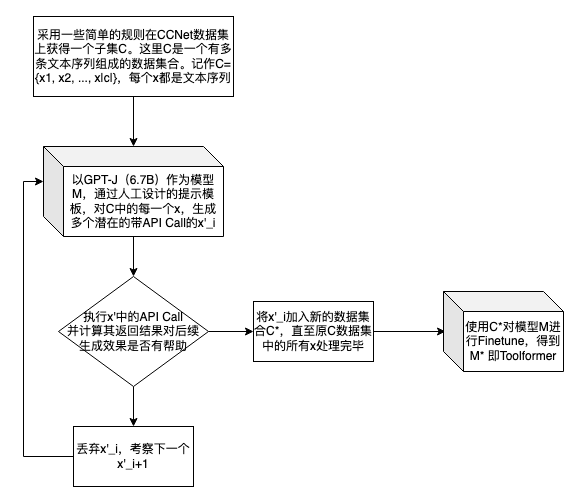 采用一些简单的规则在CCNet数据集
上获得一个子集C。这里C是一个有多
条文本序列组成的数据集合。记作C=
{x1, x2, ..., x|c|}，每个x都是文本序列
以GPT-J（6.7B）作为模型
M，通过人工设计的提示模
板，对C中的每一个x，生成
多个潜在的带API Call的x'_i
执行x'中的API Call
并计算其返回结果对后续
生成效果是否有帮助
将x'_i加入新的数据集
合C*，直至原C数据集
中的所有x处理完毕
使用C*对模型M进
行Finetune，得到
M* 即Toolformer
丢弃x'_i，考察下一个
x'_i+1